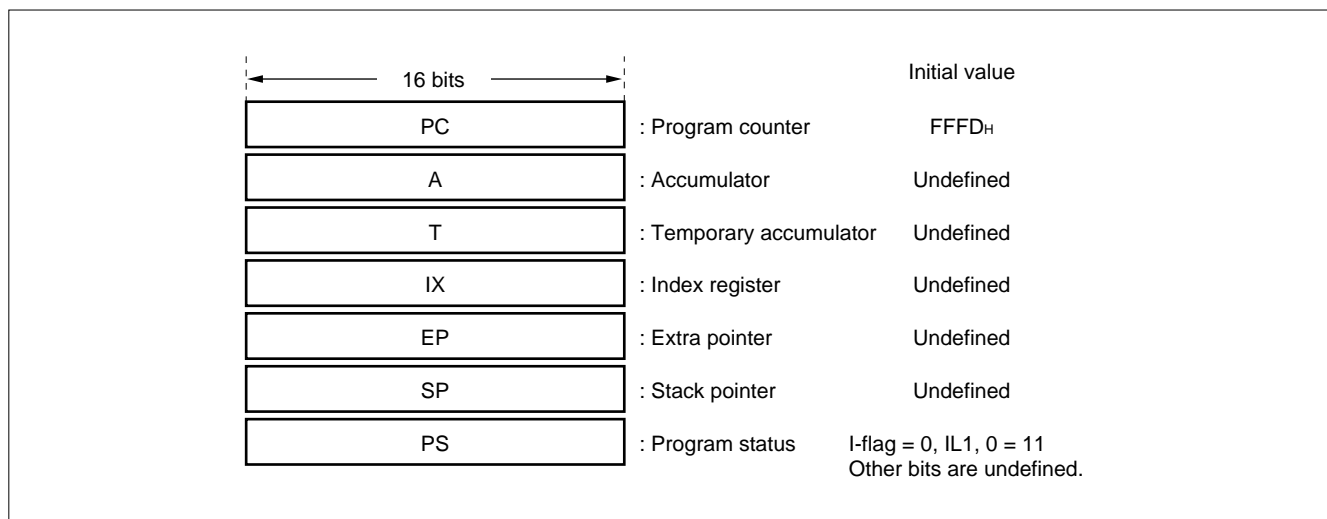 16 bits
Initial value
PC : Program counter FFFDH
A : Accumulator Undefined
T : Temporary accumulator Undefined
IX : Index register Undefined
EP : Extra pointer Undefined
SP : Stack pointer Undefined
PS : Program status I-flag = 0, IL1, 0 = 11
Other bits are undefined.